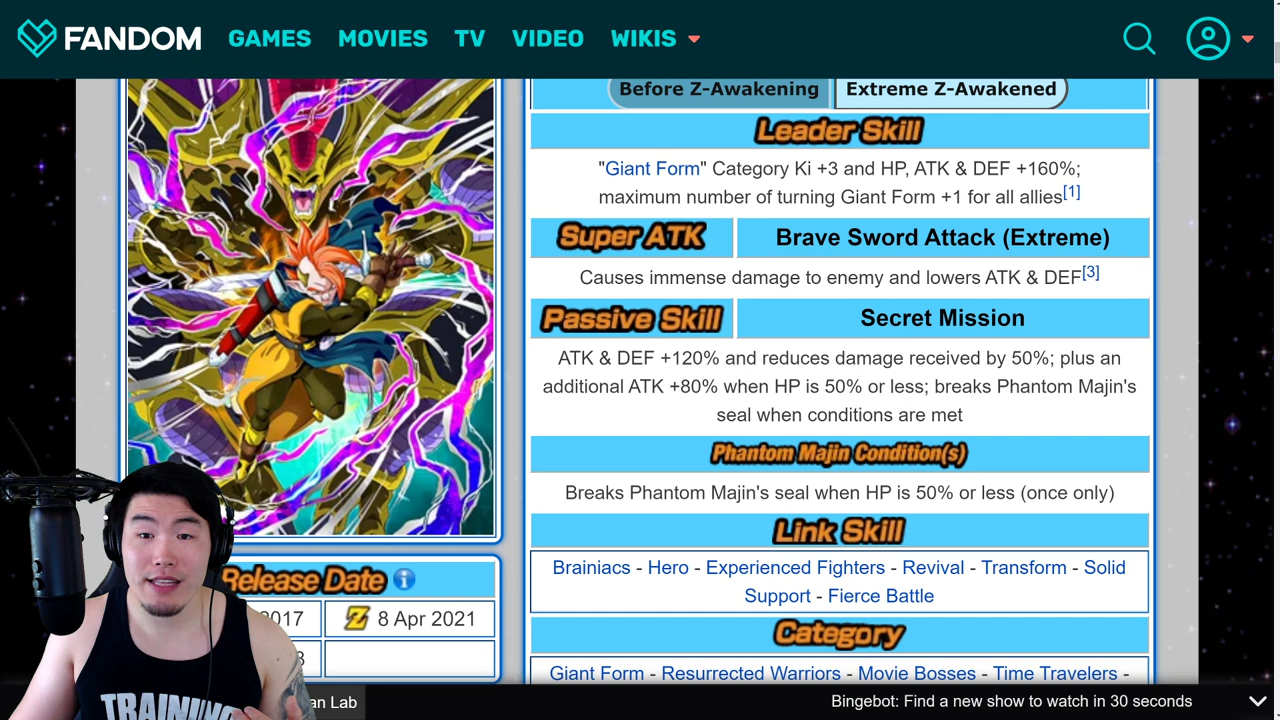 FANDOM GAMES MOVIES TV VIDEO WIKIS
Before Z-Awakening Extreme Z-Awakened
Leader Skill
"Giant Form" Category Ki +3 and HP, ATK & DEF +160%;
maximum number of turning Giant Form +1 for all allies[1]
Super ATK Brave Sword Attack (Extreme)
Causes immense damage to enemy and lowers ATK & DEF[3]
Passive Skill Secret Mission
ATK & DEF +120% and reduces damage received by 50%; plus an
additional ATK +80% when HP is 50% or less; breaks Phantom Majin's
seal when conditions are met
Phantom Majin Condition(s)
Breaks Phantom Majin's seal when HP is 50% or less (once only)
Link Skill
Brainiacs - Hero - Experienced Fighters - Revival - Transform - Solid
Support - Fierce Battle
Category
Giant Form - Resurrected Warriors - Movie Bosses - Time Travelers -
Release Date i
2017 Z 8 Apr 2021
TRAINING
an Lab
Bingebot: Find a new show to watch in 30 seconds